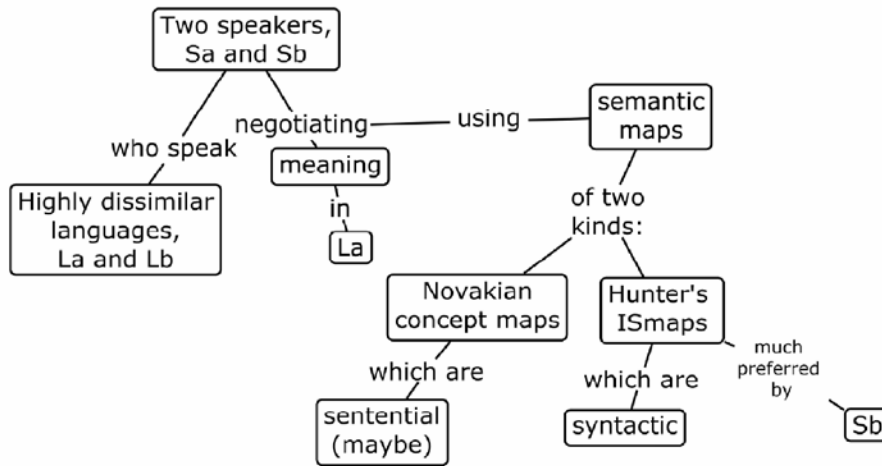 Two speakers,
Sa and Sb
who speak
Highly dissimilar
languages,
La and Lb
negotiating
meaning
in
La
using
semantic
maps
of two
kinds:
Novakian
concept maps
which are
sentential
(maybe)
Hunter's
ISmaps
which are
syntactic
much
preferred
by
Sb